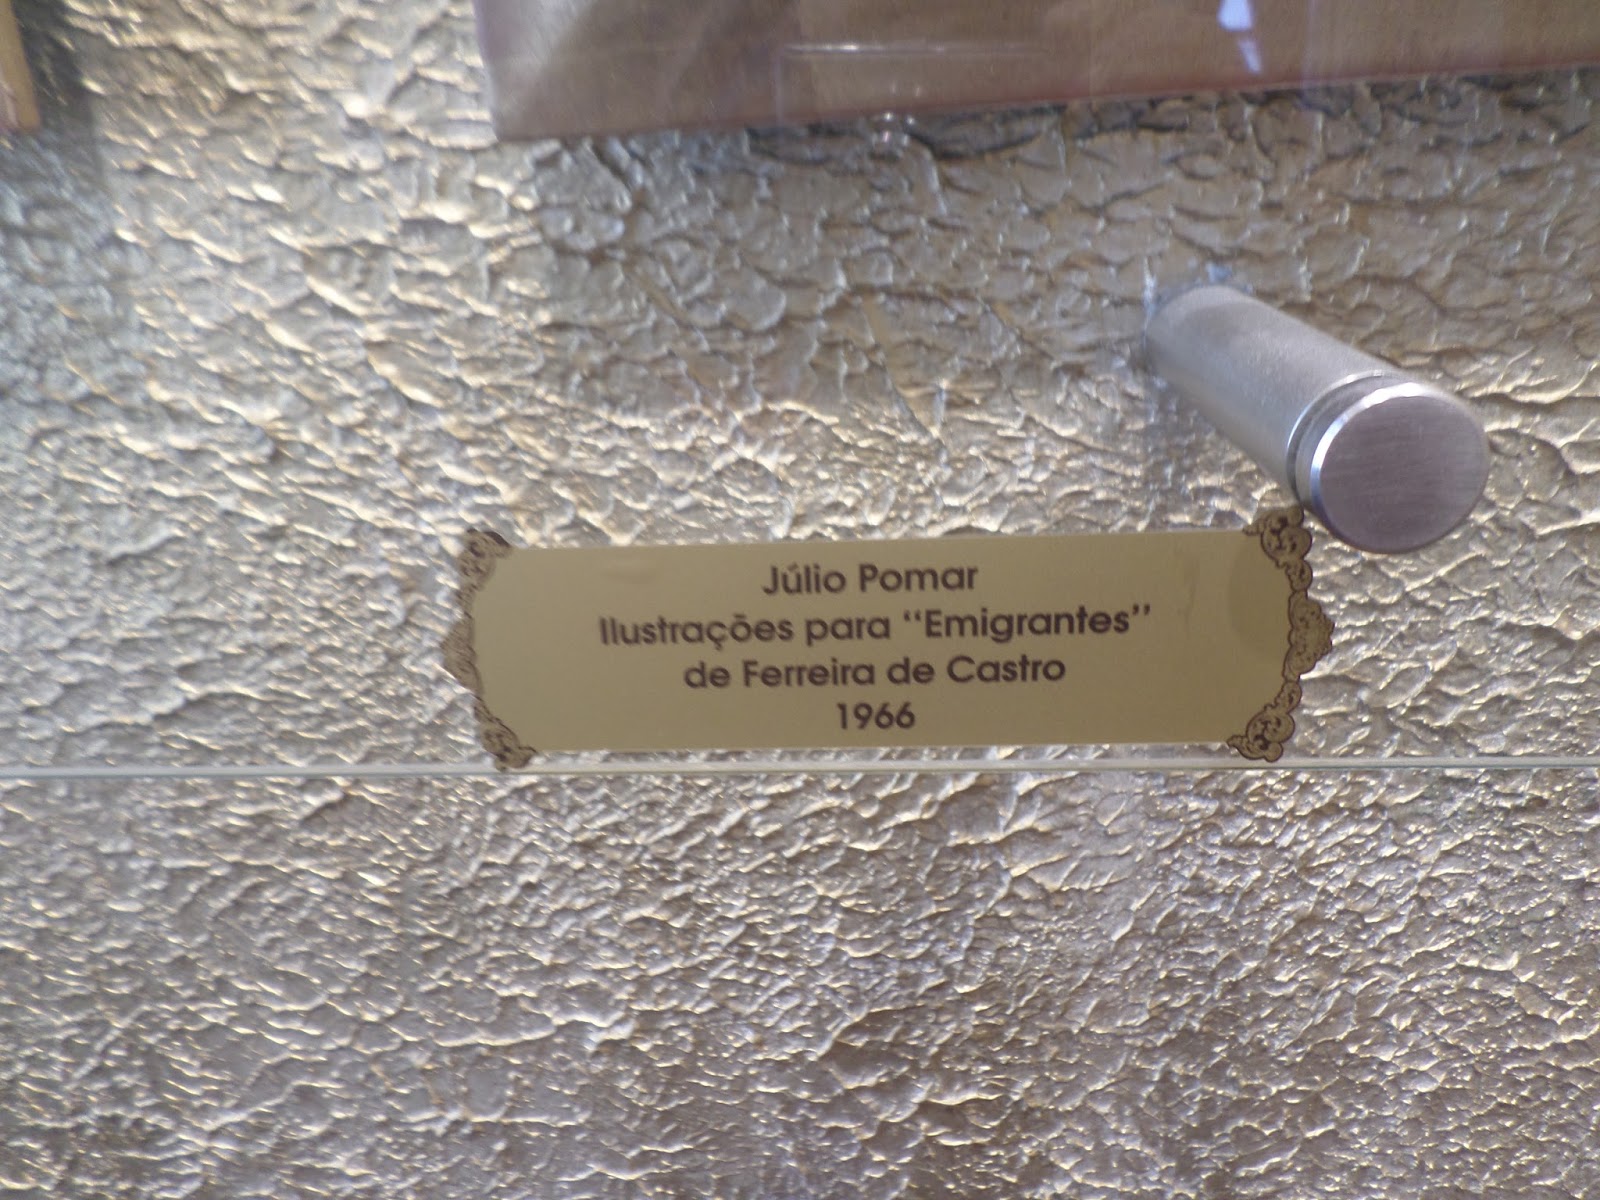 Júlio Pomar
Ilustrações para “Emigrantes”
de Ferreira de Castro
1966